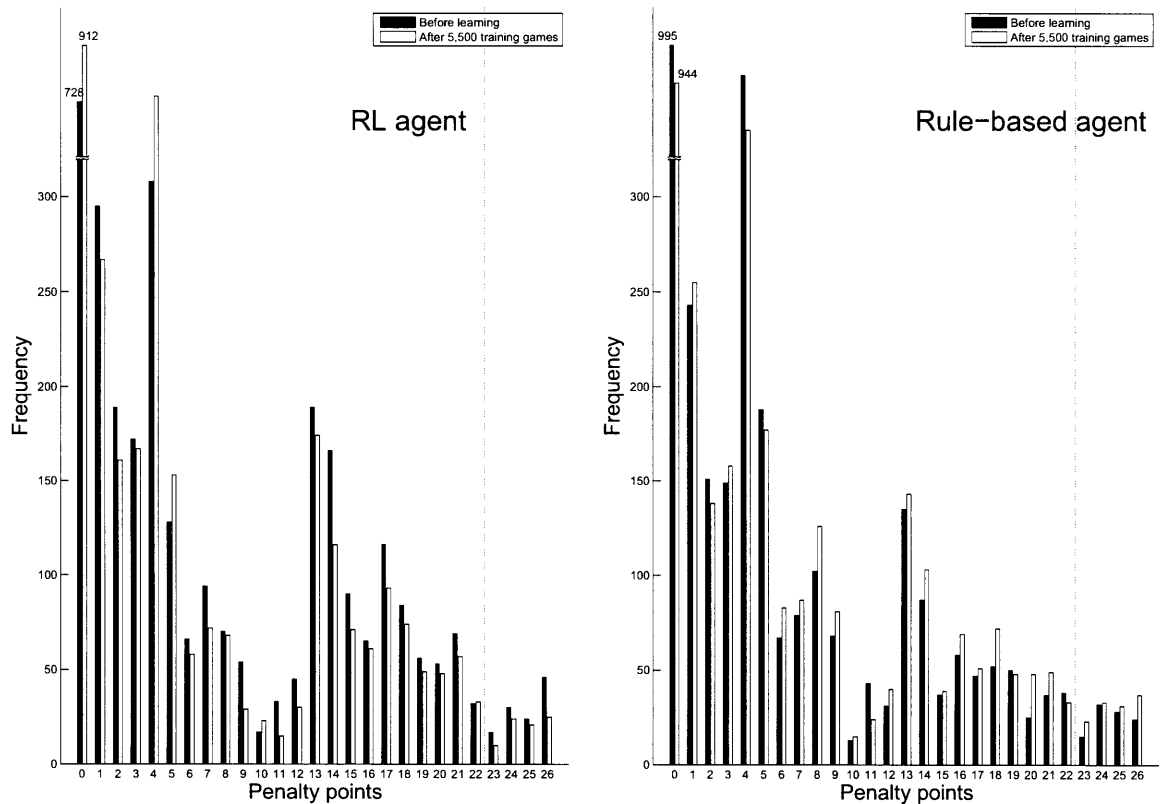 912
728
Before learning
After 5,500 training games
RL agent
300
250
200
150
100
50
0
Frequency
0 1 2 3 4 5 6 7 8 9 10 11 12 13 14 15 16 17 18 19 20 21 22 23 24 25 26
Penalty points
995
944
Before learning
After 5,500 training games
Rule-based agent
300
250
200
150
100
50
0
Frequency
0 1 2 3 4 5 6 7 8 9 10 11 12 13 14 15 16 17 18 19 20 21 22 23 24 25 26
Penalty points